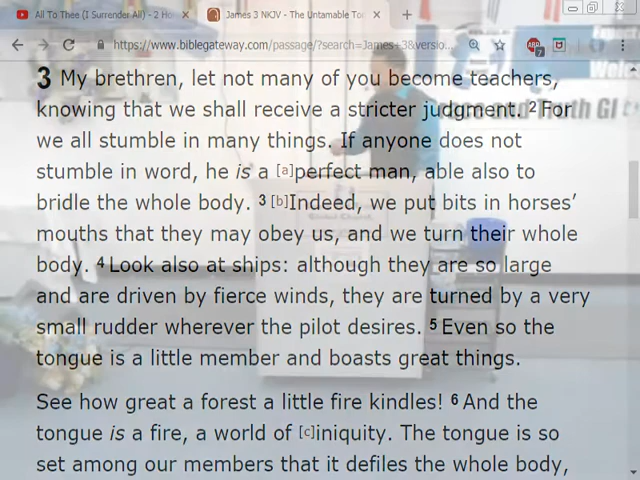 All To Thee (I Surrender All) - 2 Ho
James 3 NKJV - The Untamable To
https://www.biblegateway.com/passage/?search=James+3&versio...
ABP
7
3 My brethren, let not many of you become teachers,
knowing that we shall receive a stricter judgment. 2 For
we all stumble in many things. If anyone does not
stumble in word, he is a [a]perfect man, able also to
bridle the whole body. 3 [b]Indeed, we put bits in horses’
mouths that they may obey us, and we turn their whole
body. 4 Look also at ships: although they are so large
and are driven by fierce winds, they are turned by a very
small rudder wherever the pilot desires. 5 Even so the
tongue is a little member and boasts great things.
See how great a forest a little fire kindles! 6 And the
tongue is a fire, a world of [c]iniquity. The tongue is so
set among our members that it defiles the whole body,